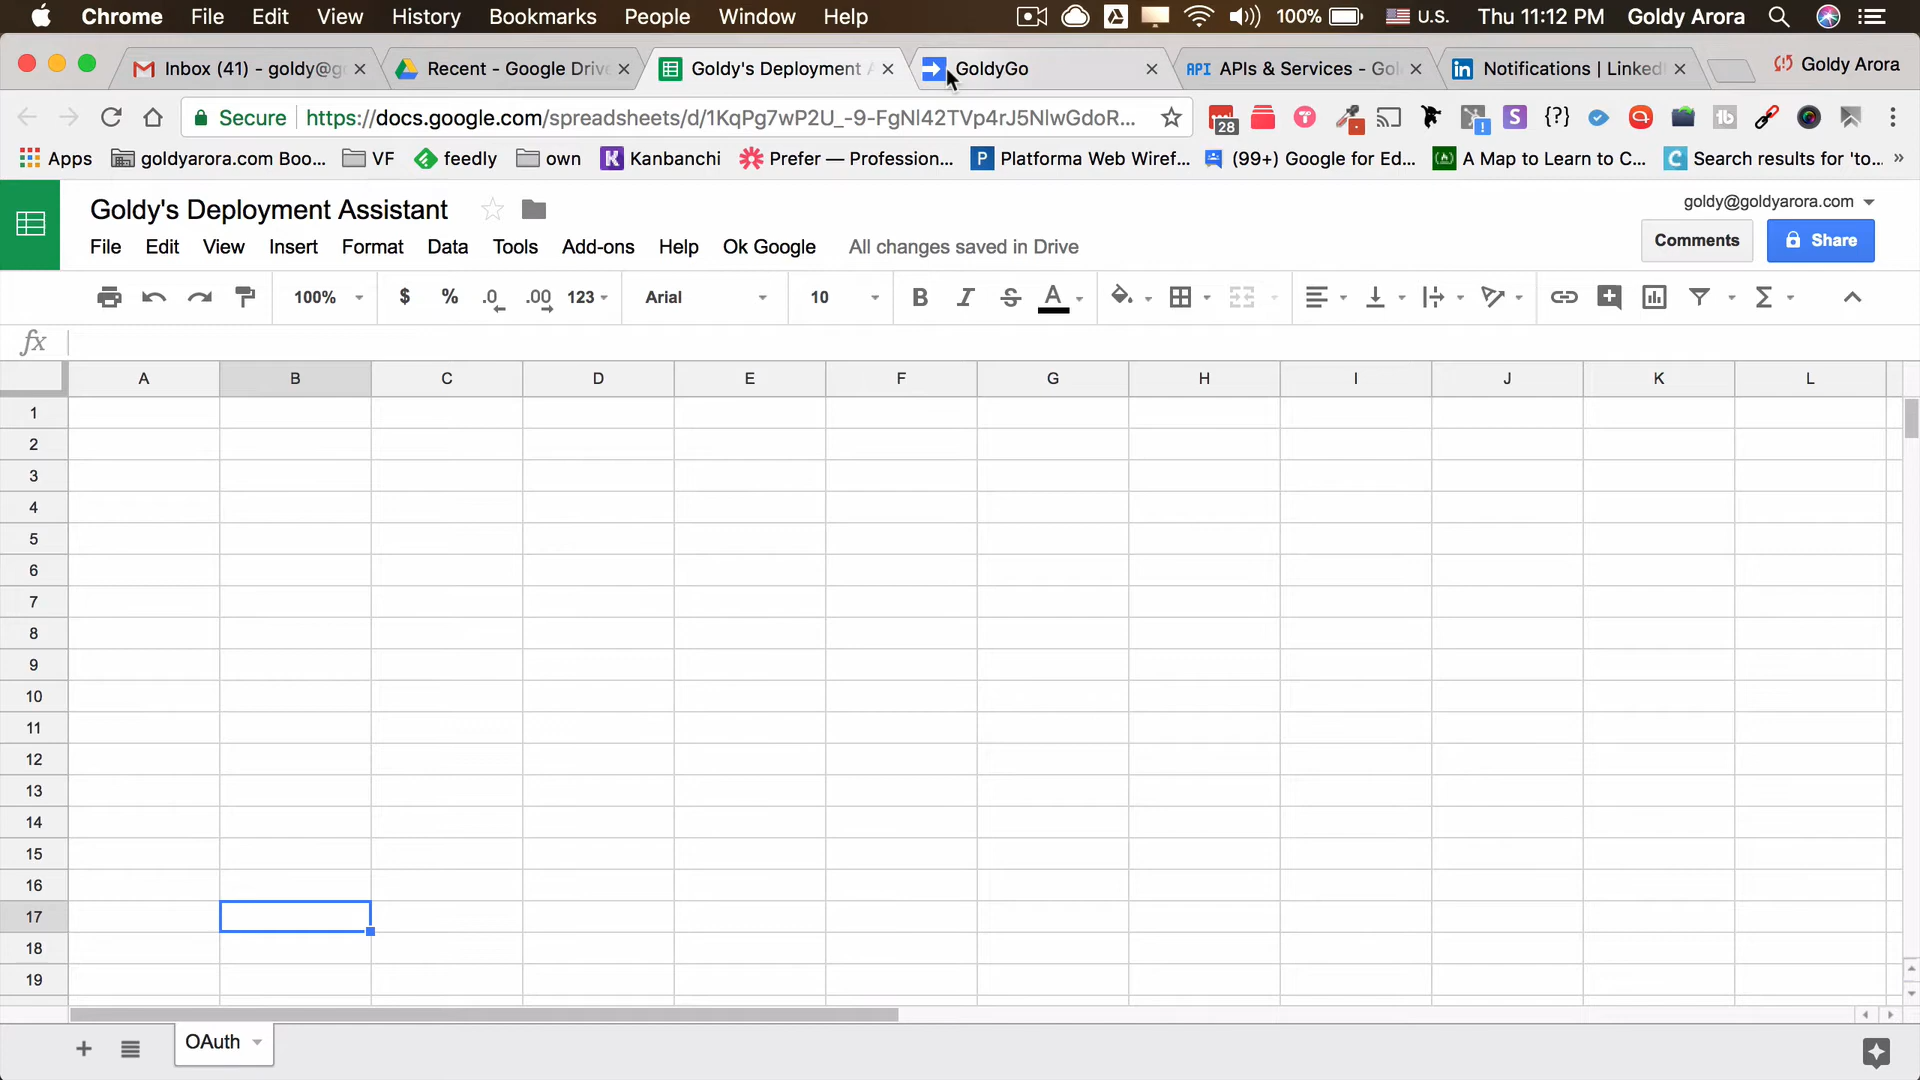 Chrome File Edit View History Bookmarks People Window Help 100% U.S. Thu 11:12 PM Goldy Arora
Inbox (41) - goldy@g Recent - Google Drive Goldy's Deployment A GoldyGo API APIs & Services - Gol in Notifications | LinkedI Goldy Arora
Secure https://docs.google.com/spreadsheets/d/1KqPg7wP2U_-9-FgNl42TVp4rJ5NlwGdoR... 28 {?}
Apps goldyarora.com Boo... VF feedly own Kanbanchi Prefer — Profession... Platforma Web Wiref... (99+) Google for Ed... A Map to Learn to C... Search results for 'to... »
Goldy's Deployment Assistant goldy@goldyarora.com
File Edit View Insert Format Data Tools Add-ons Help Ok Google All changes saved in Drive Comments Share
100% $ % .0 .00 123 Arial 10 B I S A Σ
fx
A B C D E F G H I J K L
1
2
3
4
5
6
7
8
9
10
11
12
13
14
15
16
17
18
19
+ OAuth